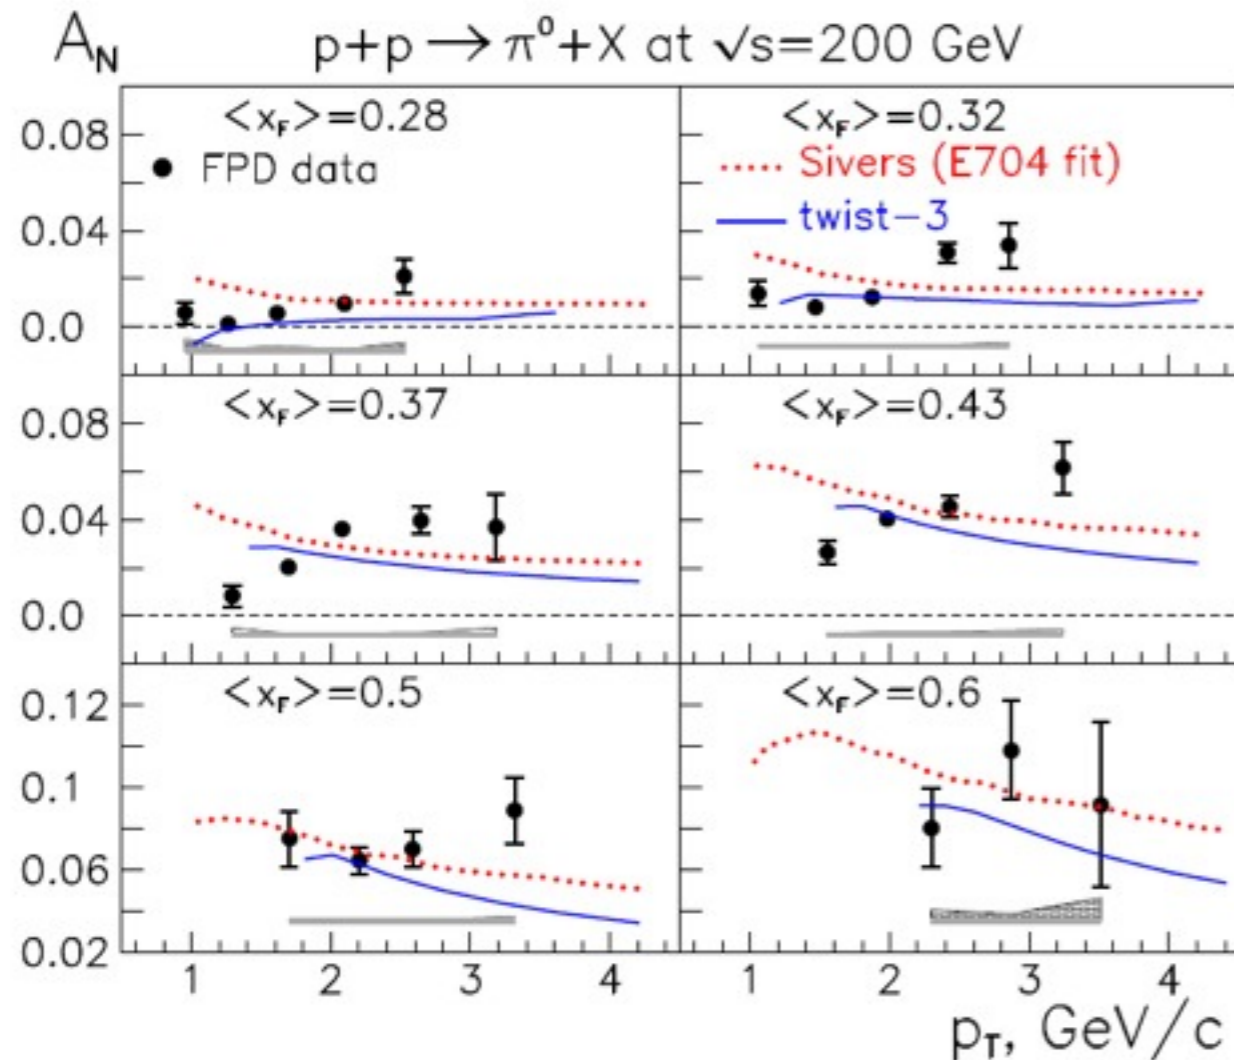 A_N p+p → π⁰+X at √s=200 GeV
<x_F>=0.28 <x_F>=0.32
0.08
● FPD data
Sivers (E704 fit)
twist-3
0.04
0.0
<x_F>=0.37 <x_F>=0.43
0.08
0.04
0.0
<x_F>=0.5 <x_F>=0.6
0.12
0.1
0.06
0.02
1 2 3 4 1 2 3 4
p_T, GeV/c